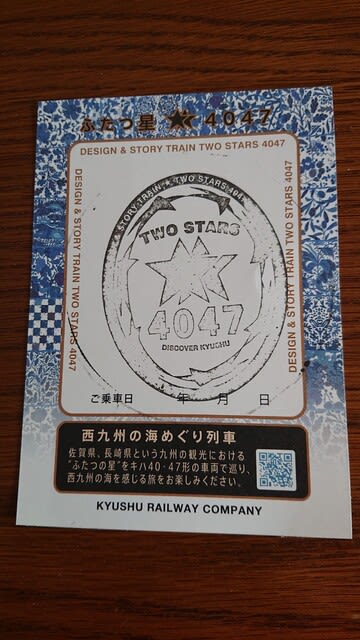 ふたつ星 4047
DESIGN & STORY TRAIN TWO STARS 4047
DESIGN & STORY TRAIN TWO STARS 4047
DESIGN & STORY TRAIN TWO STARS 4047
STORY TRAIN ★ TWO STARS 404
TWO STARS
4047
DISCOVER KYUSHU
ご乗車日 年 月 日
西九州の海めぐり列車
佐賀県、長崎県という九州の観光における
"ふたつの星"をキハ40・47形の車両で巡り、
西九州の海を感じる旅をお楽しみください。
KYUSHU RAILWAY COMPANY